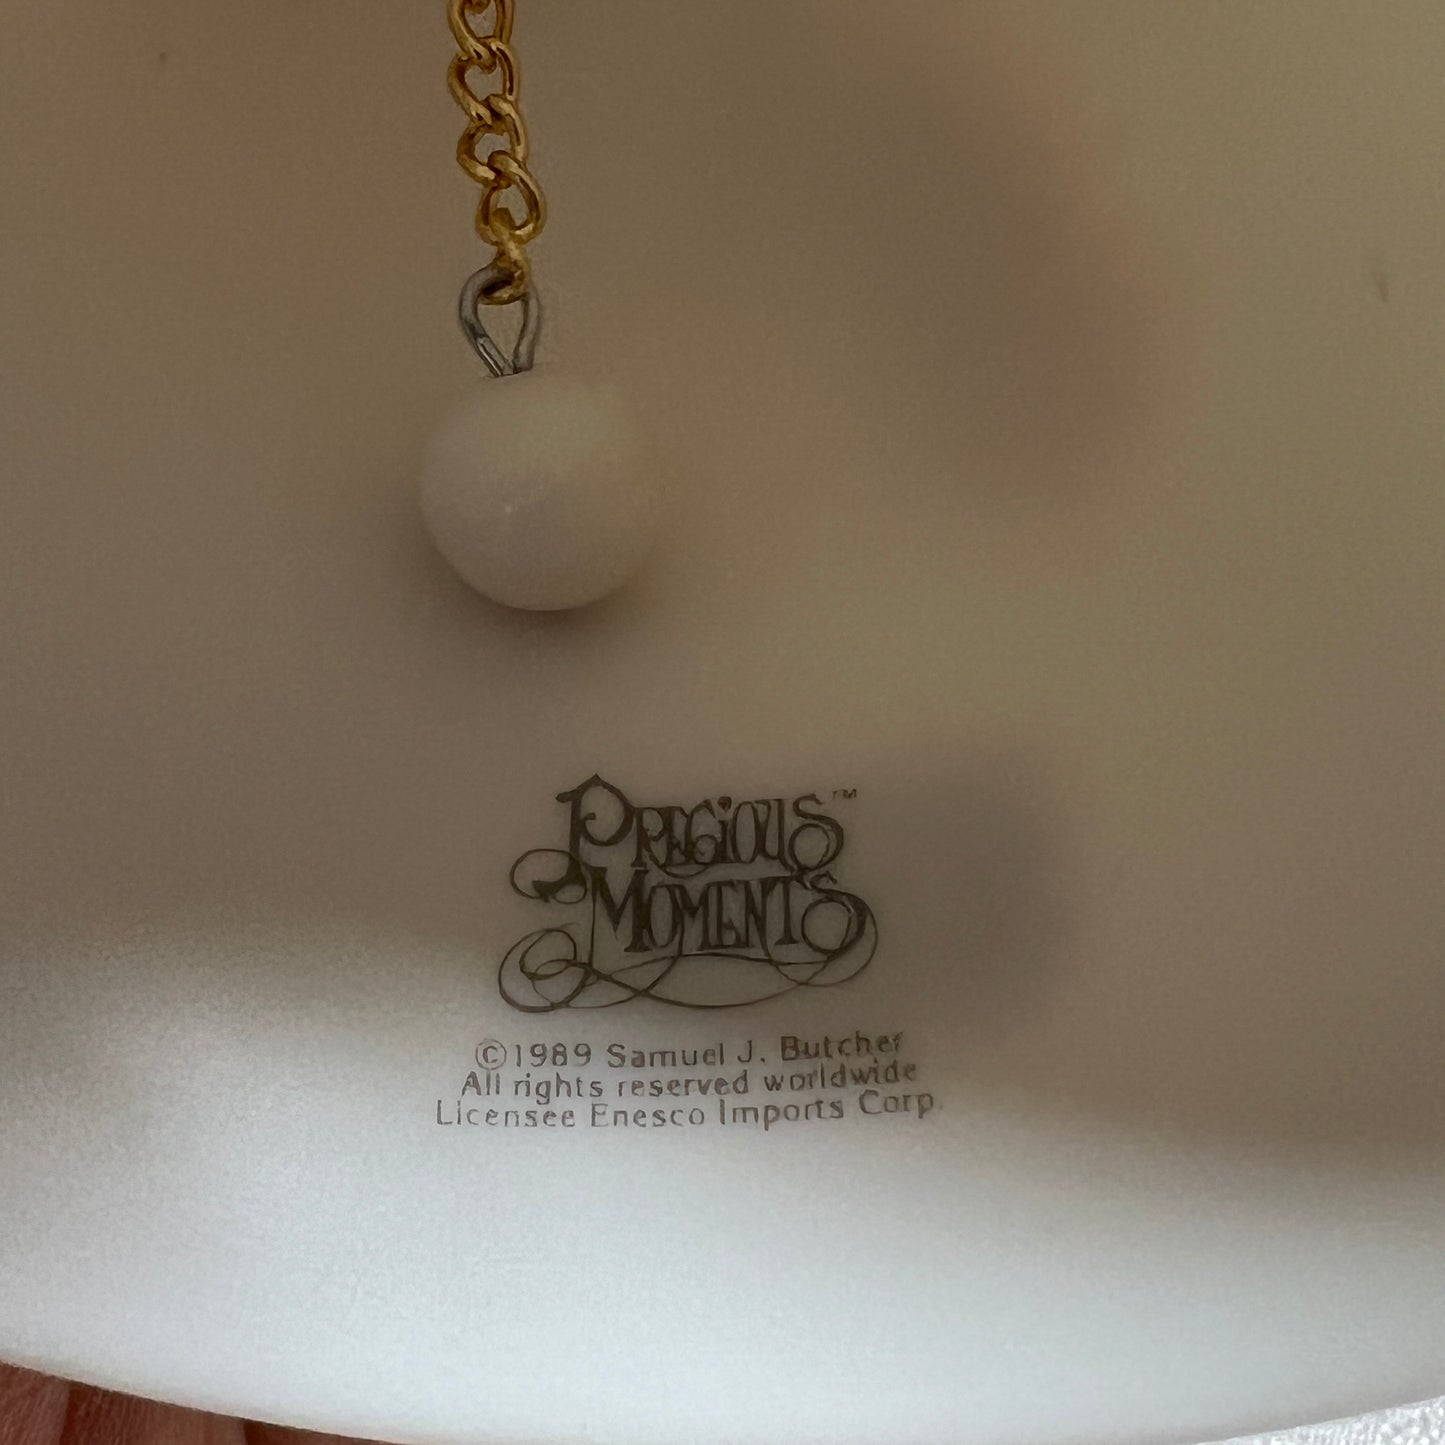 PRECIOUS™
MOMENTS
©1989 Samuel J. Butcher
All rights reserved worldwide
Licensee Enesco Imports Corp.